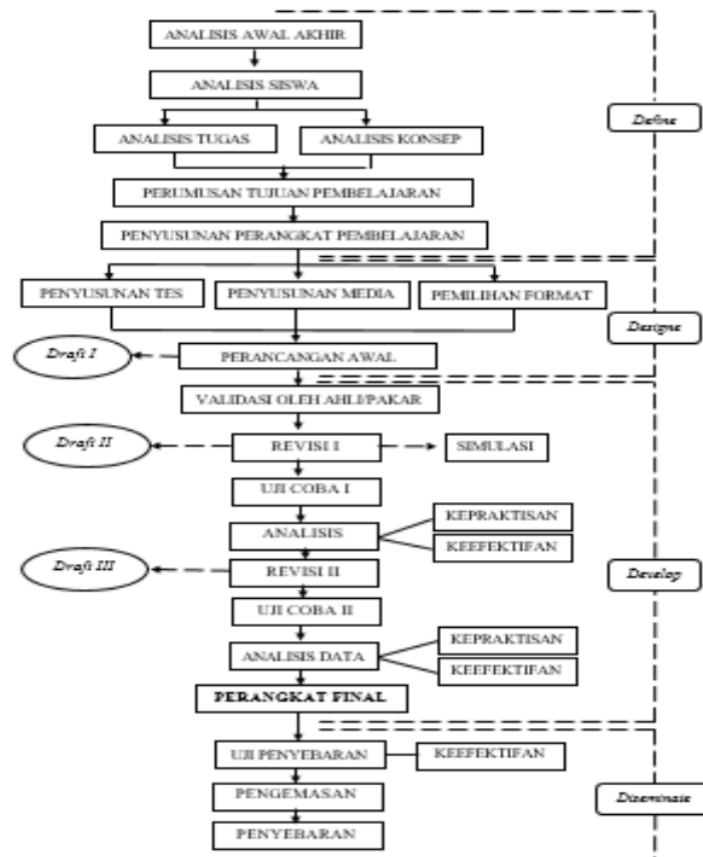 ANALISIS AWAL AKHIR
ANALISIS SISWA
ANALISIS TUGAS
ANALISIS KONSEP
Define
PERUMUSAN TUJUAN PEMBELAJARAN
PENYUSUNAN PERANGKAT PEMBELAJARAN
PENYUSUNAN TES
PENYUSUNAN MEDIA
PEMILIHAN FORMAT
Designe
Draft I
PERANCANGAN AWAL
VALIDASI OLEH AHLI/PAKAR
Draft II
REVISI I
SIMULASI
UJI COBA I
KEPRAKTISAN
ANALISIS
KEEFEKTIFAN
Draft III
REVISI II
Develop
UJI COBA II
KEPRAKTISAN
ANALISIS DATA
KEEFEKTIFAN
PERANGKAT FINAL
UJI PENYEBARAN
KEEFEKTIFAN
PENGEMASAN
Diseminate
PENYEBARAN